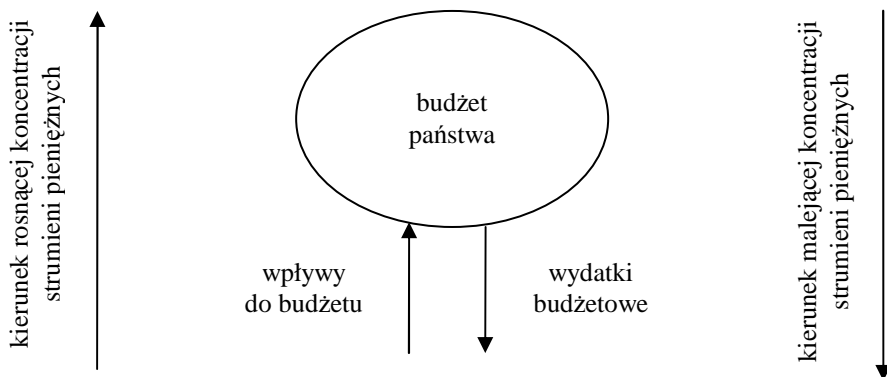 kierunek rosnącej koncentracji
strumieni pieniężnych
budżet
państwa
wpływy
do budżetu
wydatki
budżetowe
kierunek malejącej koncentracji
strumieni pieniężnych